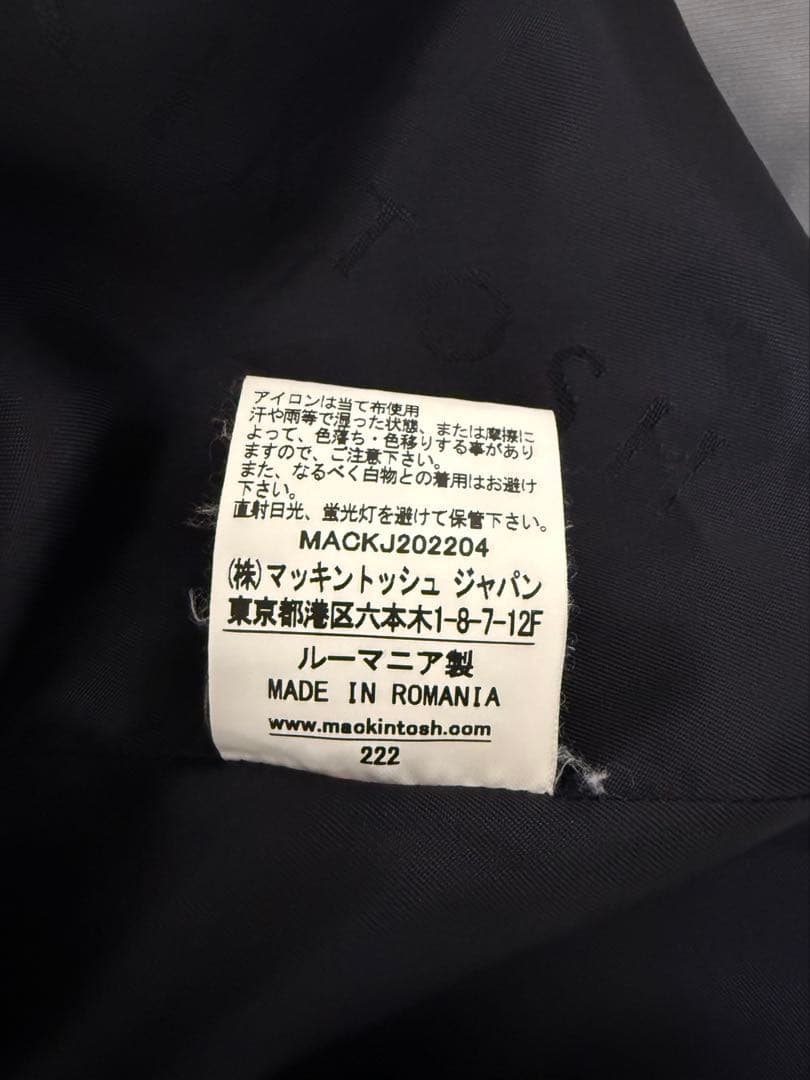 TOSH
アイロンは当て布使用
汗や雨等で湿った状態、または摩擦に
よって、色落ち・色移りする事があり
ますので、ご注意下さい。
また、なるべく白物との着用はお避け
下さい。
直射日光、蛍光灯を避けて保管下さい。
MACKJ202204
(株)マッキントッシュ ジャパン
東京都港区六本木1-8-7-12F
ルーマニア製
MADE IN ROMANIA
www.mackintosh.com
222